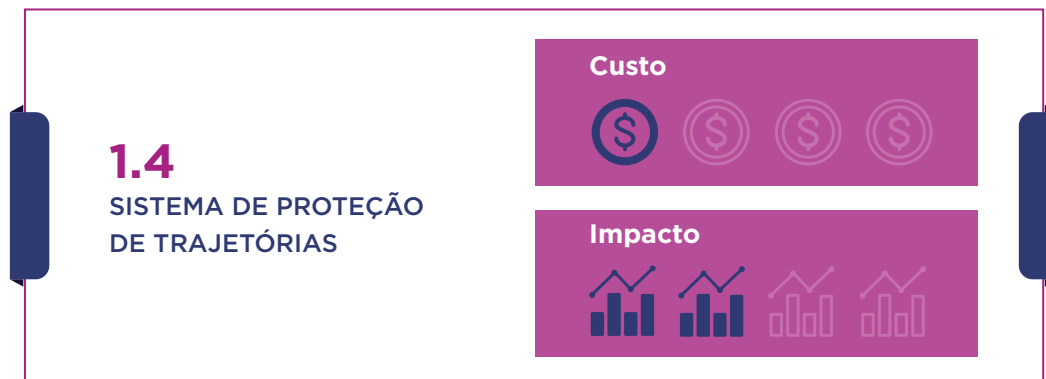 1.4
SISTEMA DE PROTEÇÃO
DE TRAJETÓRIAS
Custo
$ $ $ $
Impacto